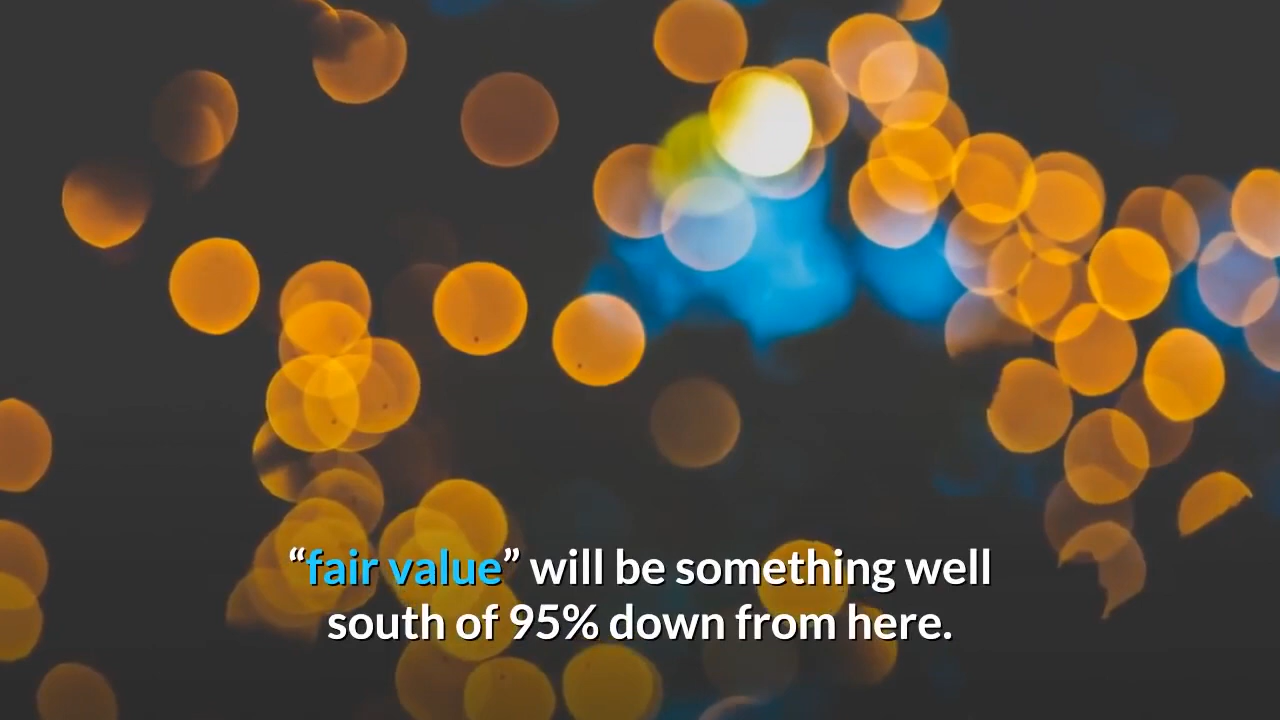 “fair value” will be something well
south of 95% down from here.